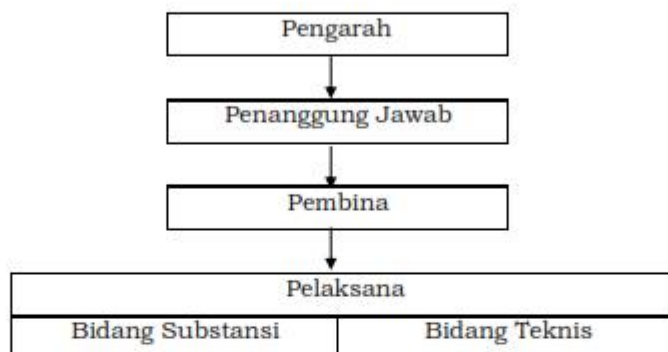 Pengarah
Penanggung Jawab
Pembina
Pelaksana
Bidang Substansi
Bidang Teknis